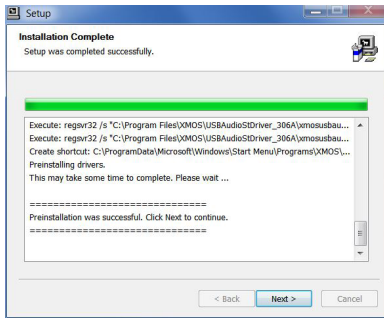 Setup
Installation Complete
Setup was completed successfully.
Execute: regsvr32 /s "C:\Program Files\XMOS\USBAudioStDriver_306A\xmosusbau...
Execute: regsvr32 /s "C:\Program Files\XMOS\USBAudioStDriver_306A\xmosusbau...
Create shortcut: C:\ProgramData\Microsoft\Windows\Start Menu\Programs\XMOS\...
Preinstalling drivers.
This may take some time to complete. Please wait ...
==============================
Preinstallation was successful. Click Next to continue.
==============================
< Back Next > Cancel